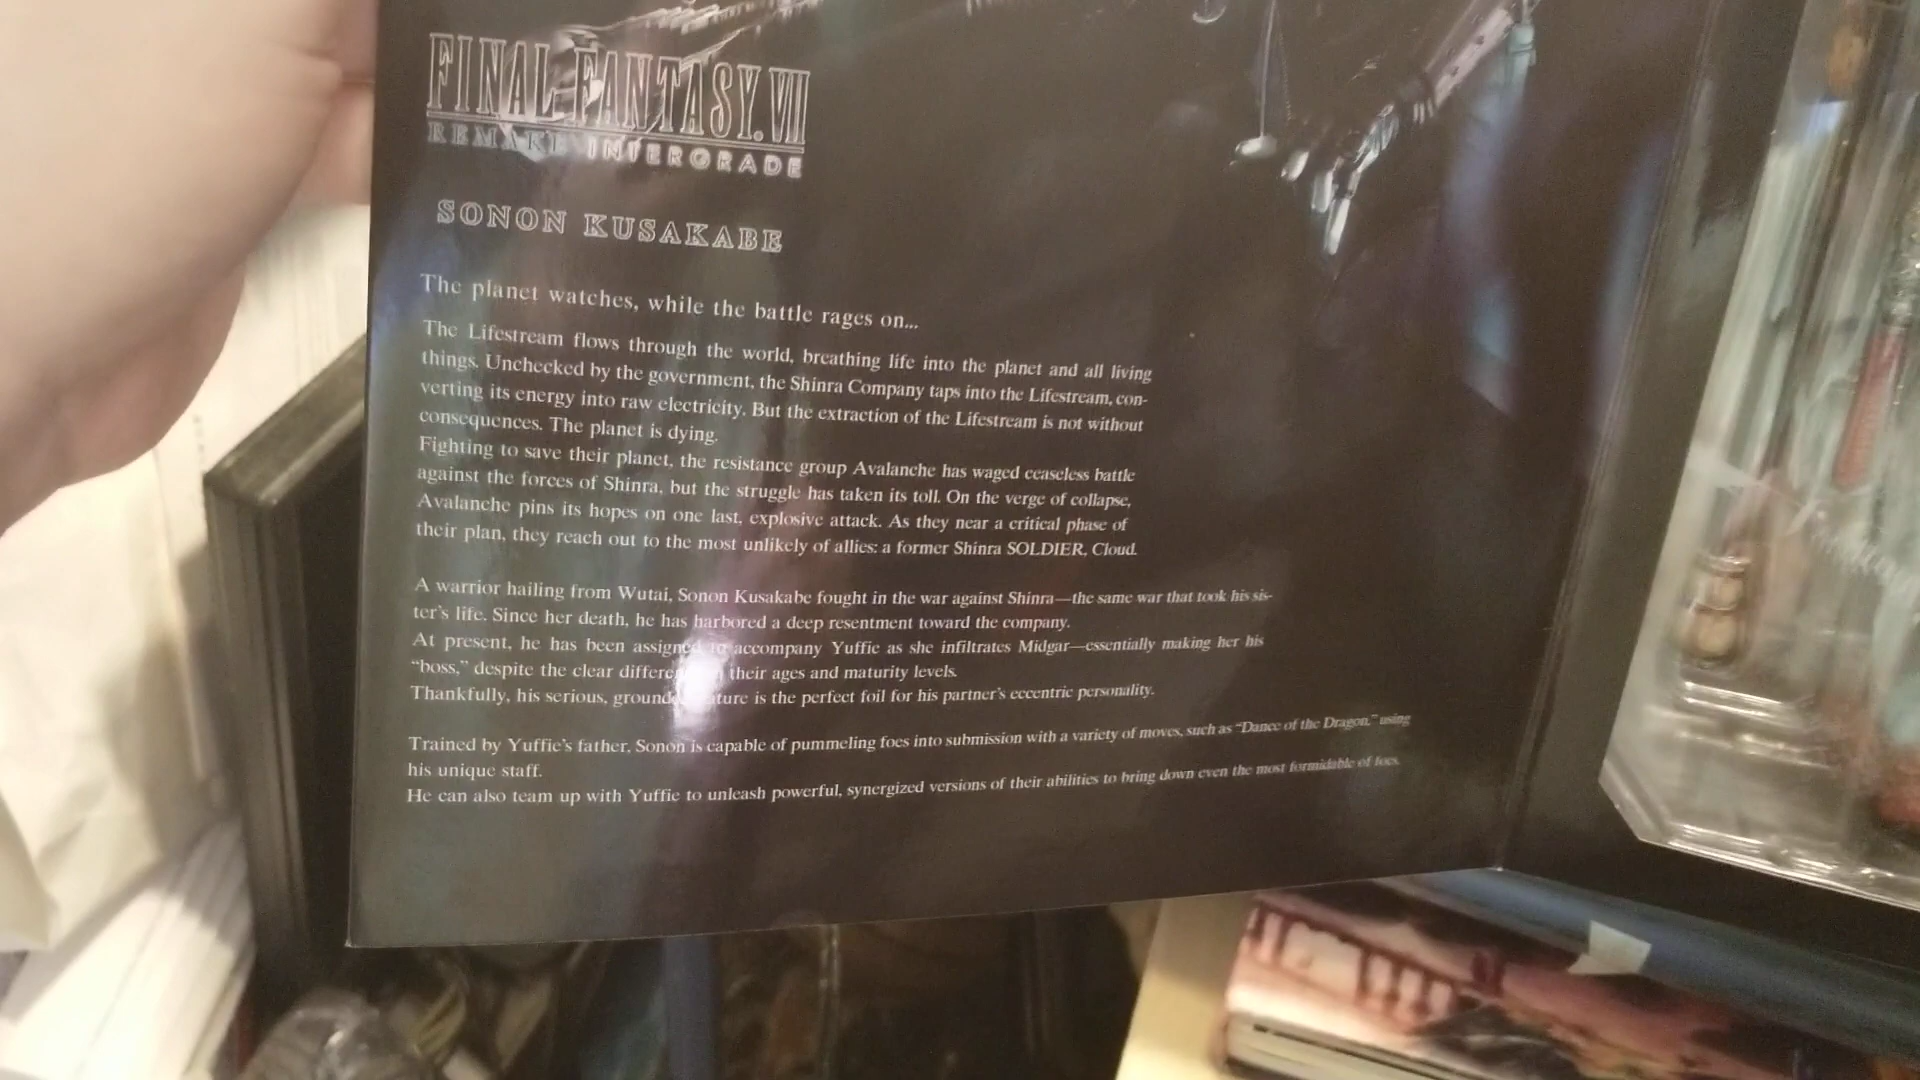 FINAL FANTASY. VII
REMAKE INTERGRADE
SONON KUSAKABE
The planet watches, while the battle rages on...
The Lifestream flows through the world, breathing life into the planet and all living
things. Unchecked by the government, the Shinra Company taps into the Lifestream, con-
verting its energy into raw electricity. But the extraction of the Lifestream is not without
consequences. The planet is dying.
Fighting to save their planet, the resistance group Avalanche has waged ceaseless battle
against the forces of Shinra, but the struggle has taken its toll. On the verge of collapse,
Avalanche pins its hopes on one last, explosive attack. As they near a critical phase of
their plan, they reach out to the most unlikely of allies: a former Shinra SOLDIER, Cloud.
A warrior hailing from Wutai, Sonon Kusakabe fought in the war against Shinra—the same war that took his sis-
ter's life. Since her death, he has harbored a deep resentment toward the company.
At present, he has been assigned to accompany Yuffie as she infiltrates Midgar—essentially making her his
“boss,” despite the clear their ages and maturity levels.
Thankfully, his serious, is the perfect foil for his partner's eccentric personality.
Trained by Yuffie's father, Sonon is capable of pummeling foes into submission with a variety of moves, such as “Dance of the Dragon,” using
his unique staff.
He can also team up with Yuffie to unleash powerful, synergized versions of their abilities to bring down even the most formidable of foes.